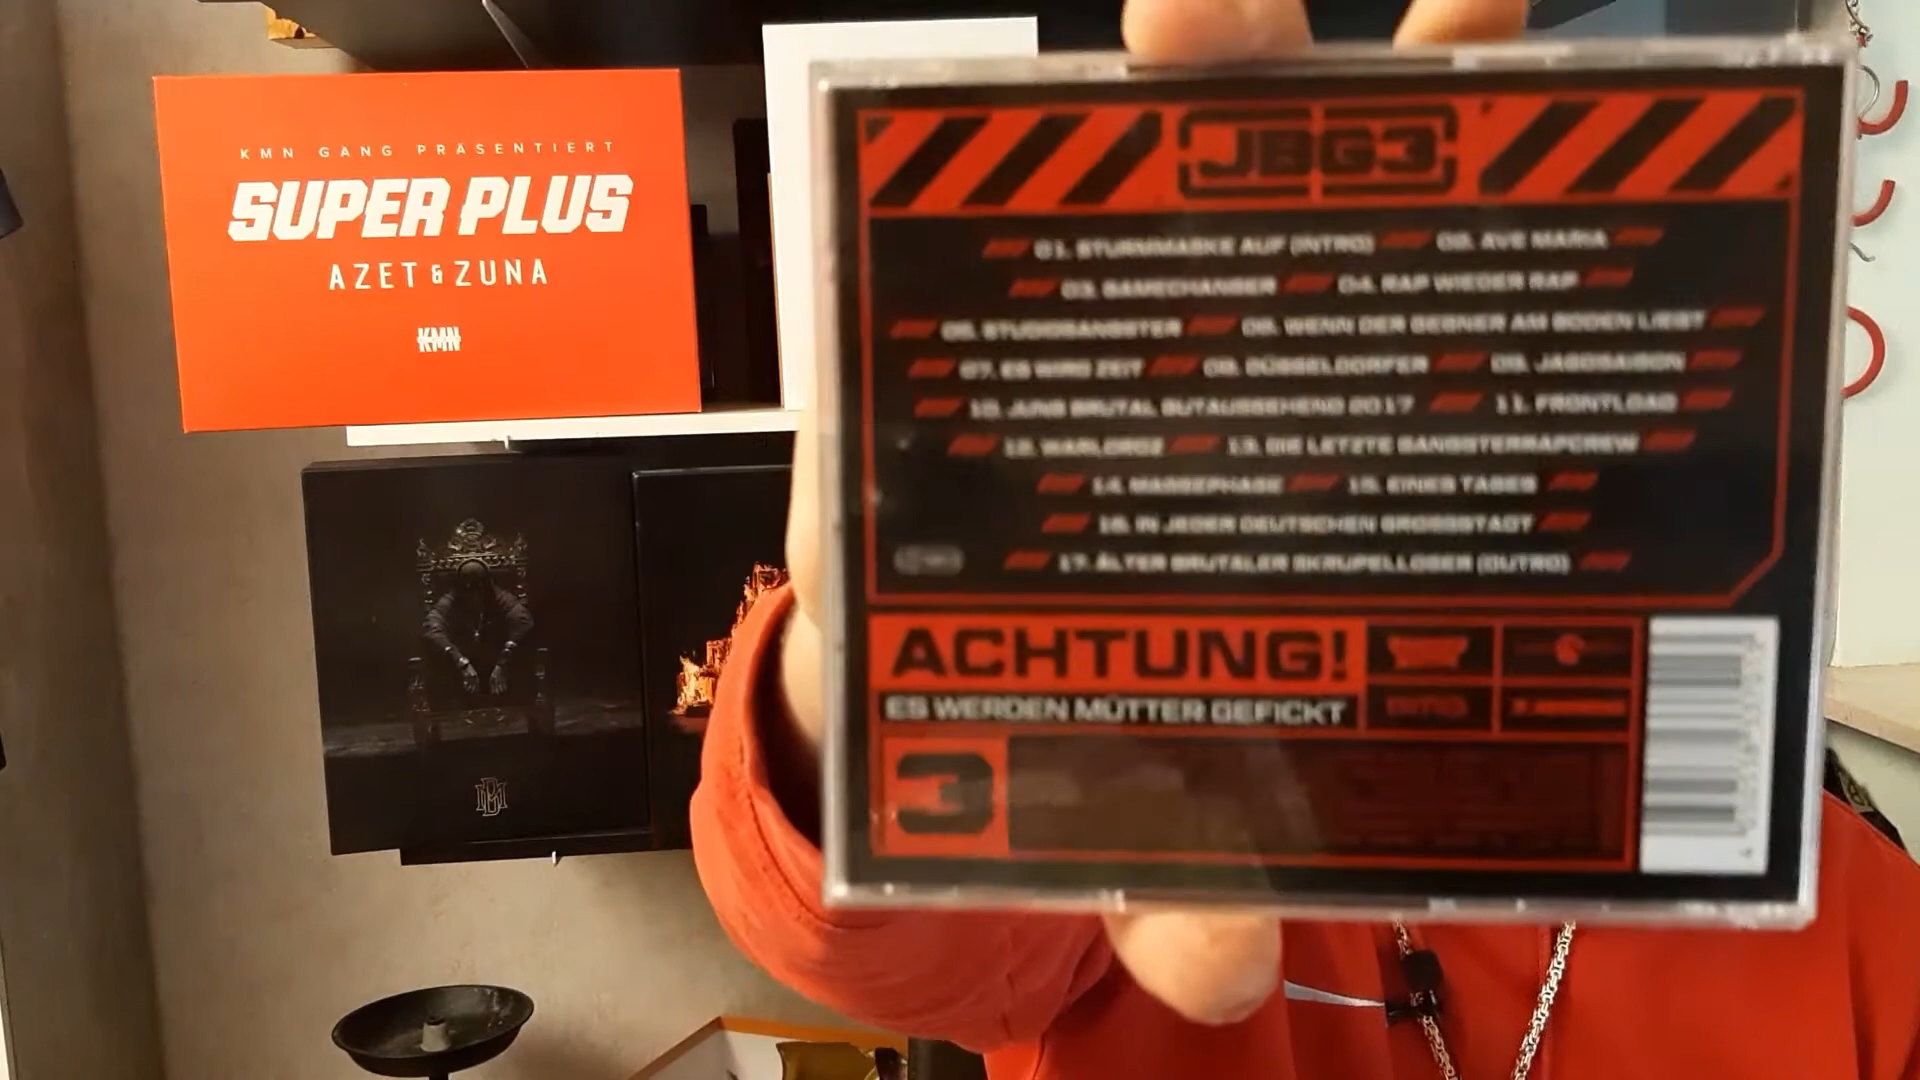 KMN GANG PRÄSENTIERT
SUPER PLUS
AZET & ZUNA
KMN
JBG3
01. STURMMASKE AUF (INTRO) 02. AVE MARIA
03. GAMECHANGER 04. RAP WIEDER RAP
05. STUDIOGANGSTER 06. WENN DER GEGNER AM BODEN LIEGT
07. ES WIRD ZEIT 08. DÜSSELDORFER 09. JAGDSAISON
10. JUNG BRUTAL GUTAUSSEHEND 2017 11. FRONTLOAD
12. WARLORDZ 13. DIE LETZTE GANGSTERRAPCREW
14. MASSEPHASE 15. EINES TAGES
16. IN JEDER DEUTSCHEN GROSSSTADT
17. ÄLTER BRUTALER SKRUPELLOSER (OUTRO)
ACHTUNG!
ES WERDEN MÜTTER GEFICKT
3